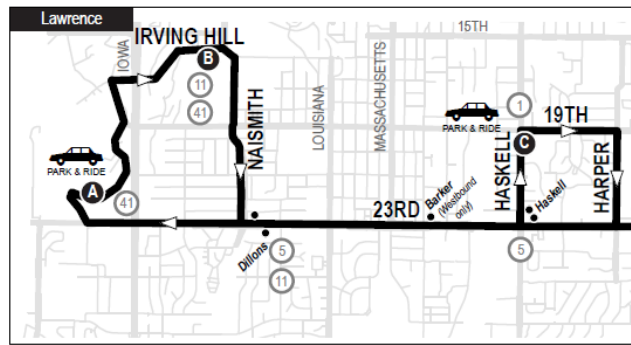 Lawrence
15TH
IOWA
IRVING HILL
B
11
41
NAISMITH
LOUISIANA
MASSACHUSETTS
PARK & RIDE
1
19TH
C
HASKELL
HARPER
PARK & RIDE
A
41
23RD
Barker
(Westbound
only)
Haskell
Dillons
5
11
5